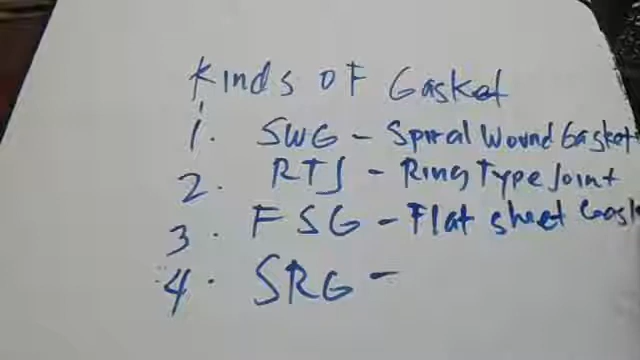 Kinds OF Gasket
1. SWG - Spiral Wound Gasket
2. RTJ - Ring Type Joint
3. FSG - Flat sheet Gask
4. SRG -